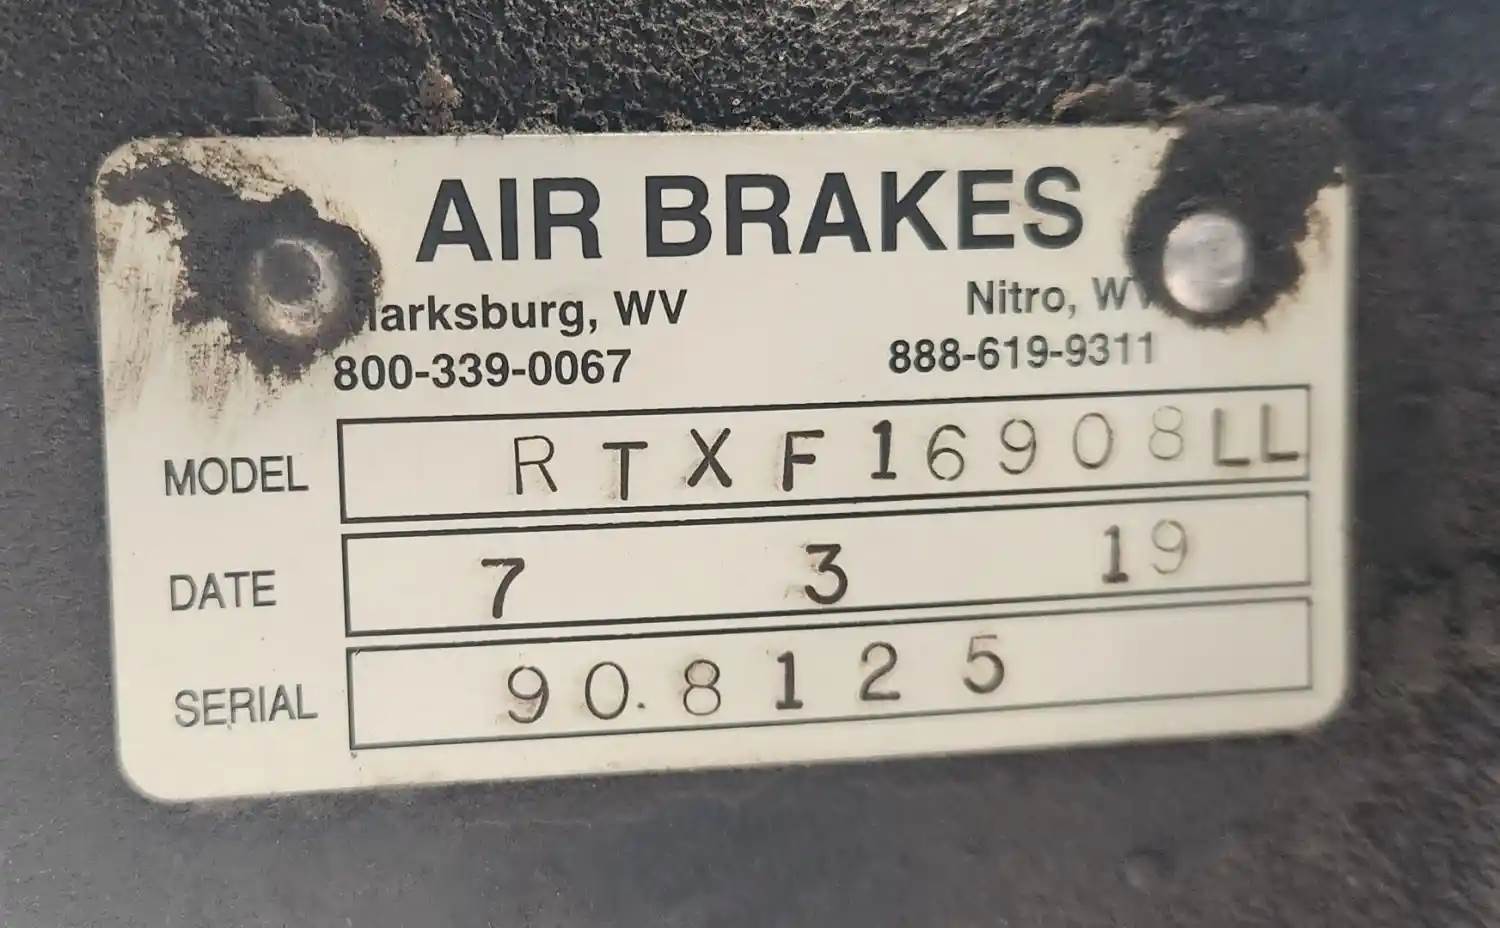 AIR BRAKES
larksburg, WV Nitro, WV
800-339-0067 888-619-9311
MODEL RTXF16908LL
DATE 7 3 19
SERIAL 90.8125